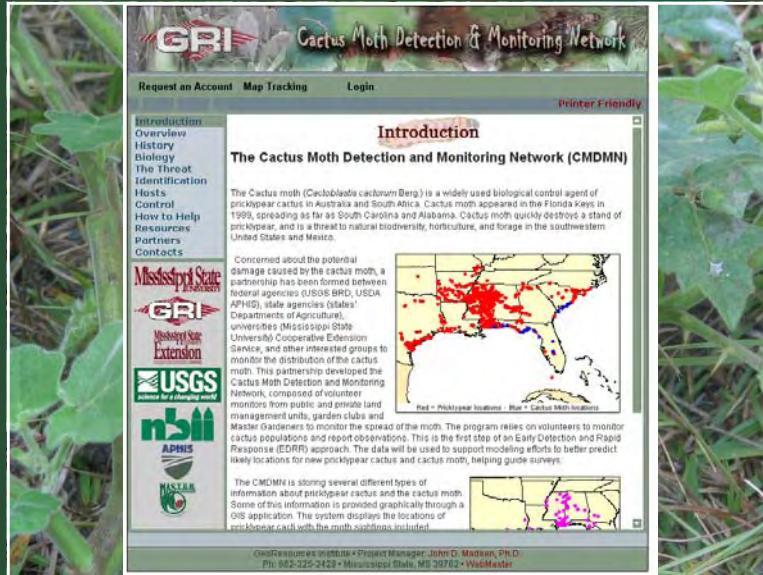 GRI Cactus Moth Detection & Monitoring Network
Request an Account Map Tracking Login
Printer Friendly
Introduction
Overview
History
Biology
The Threat
Identification
Hosts
Control
How to Help
Resources
Partners
Contacts
Mississippi State
UNIVERSITY
GRI
Mississippi State
Extension
USGS
science for a changing world
nbii
APHIS
MASTER
Introduction
The Cactus Moth Detection and Monitoring Network (CMDMN)
The Cactus moth (Cactoblastis cactorum Berg.) is a widely used biological control agent of
pricklypear cactus in Australia and South Africa. Cactus moth appeared in the Florida Keys in
1989, spreading as far as South Carolina and Alabama. Cactus moth quickly destroys a stand of
pricklypear, and is a threat to natural biodiversity, horticulture, and forage in the southwestern
United States and Mexico.
Concerned about the potential
damage caused by the cactus moth, a
partnership has been formed between
federal agencies (USGS BRD, USDA
APHIS), state agencies (states'
Departments of Agriculture),
universities (Mississippi State
University) Cooperative Extension
Service, and other interested groups to
monitor the distribution of the cactus
moth. This partnership developed the
Cactus Moth Detection and Monitoring
Network, composed of volunteer
monitors from public and private land
management units, garden clubs and
Master Gardeners to monitor the spread of the moth. The program relies on volunteers to monitor
cactus populations and report observations. This is the first step of an Early Detection and Rapid
Response (EDRR) approach. The data will be used to support modeling efforts to better predict
likely locations for new pricklypear cactus and cactus moth, helping guide surveys.
Red = Pricklypear locations - Blue = Cactus Moth locations
The CMDMN is storing several different types of
information about pricklypear cactus and the cactus moth.
Some of this information is provided graphically through a
GIS application. The system displays the locations of
pricklypear cacti with the moth sightings included
GeoResources Institute • Project Manager: John D. Madsen, Ph.D.
Ph: 662-325-2428 • Mississippi State, MS 39762 • WebMaster